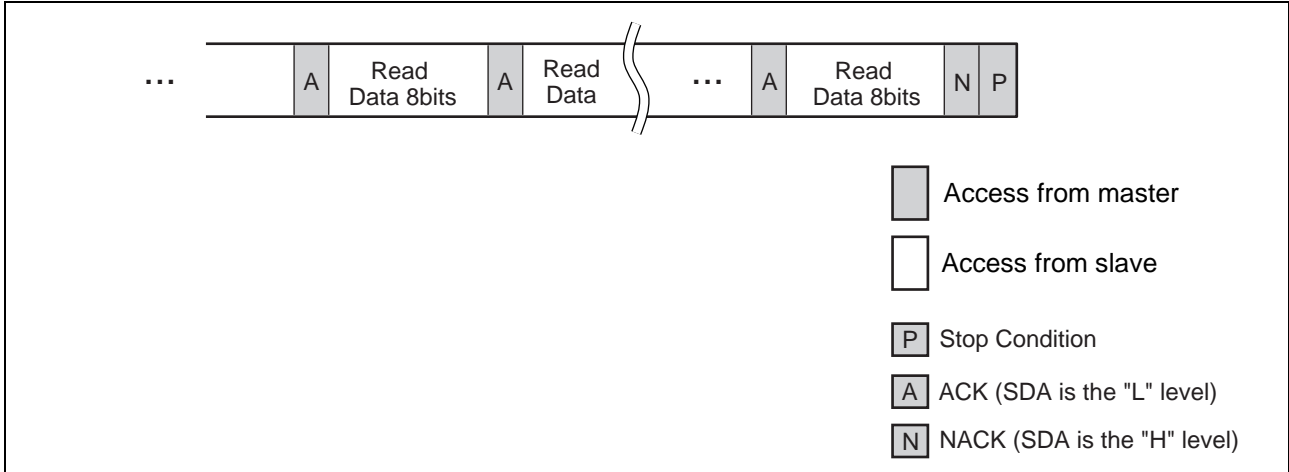 ... A Read Data 8bits A Read Data ... A Read Data 8bits N P
Access from master
Access from slave
P Stop Condition
A ACK (SDA is the "L" level)
N NACK (SDA is the "H" level)